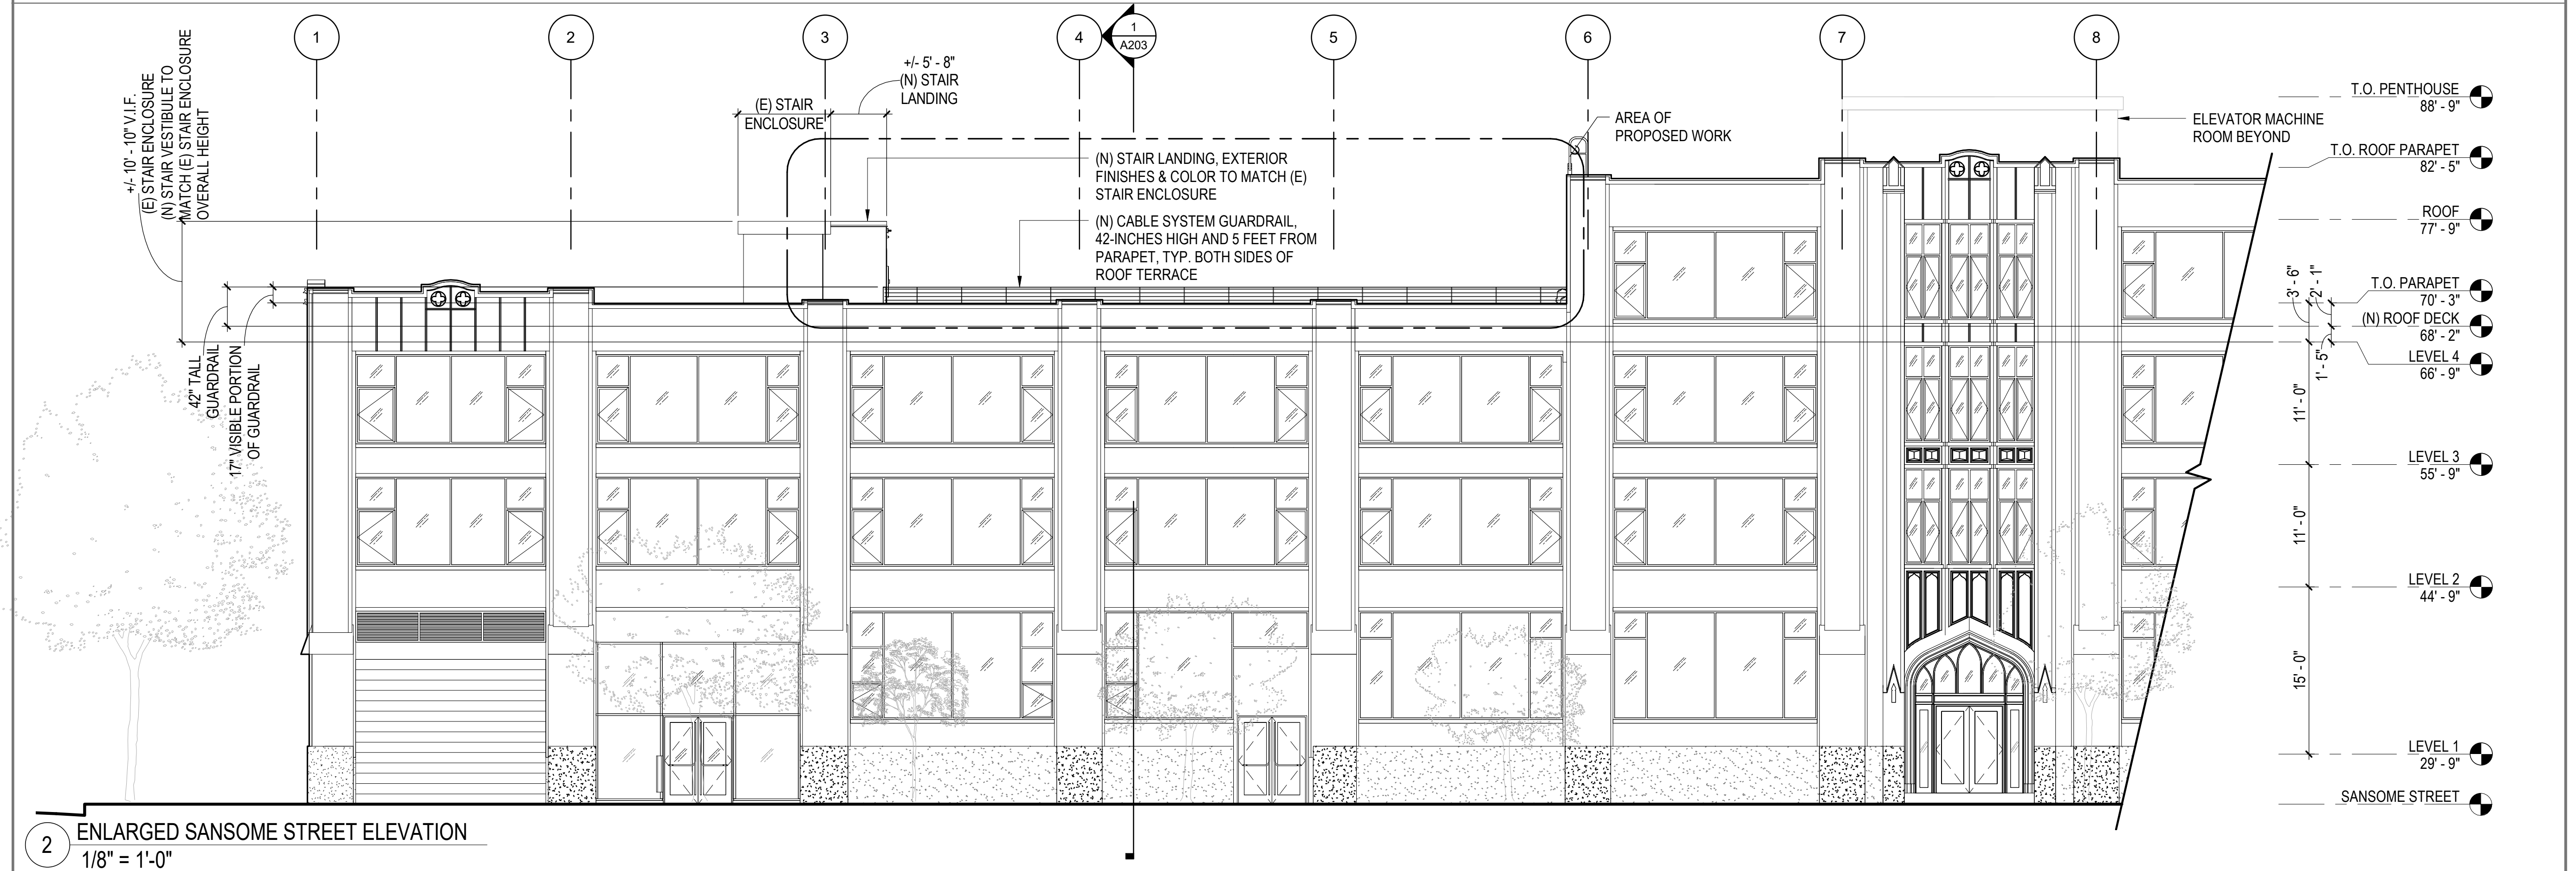 1
2
3
4
1
A203
5
6
7
8
+/- 10' - 10" V.I.F.
(E) STAIR ENCLOSURE
(N) STAIR VESTIBULE TO
MATCH (E) STAIR ENCLOSURE
OVERALL HEIGHT
(E) STAIR
ENCLOSURE
+/- 5' - 8"
(N) STAIR
LANDING
(N) STAIR LANDING, EXTERIOR
FINISHES & COLOR TO MATCH (E)
STAIR ENCLOSURE
(N) CABLE SYSTEM GUARDRAIL,
42-INCHES HIGH AND 5 FEET FROM
PARAPET, TYP. BOTH SIDES OF
ROOF TERRACE
AREA OF
PROPOSED WORK
ELEVATOR MACHINE
ROOM BEYOND
T.O. PENTHOUSE
88' - 9"
T.O. ROOF PARAPET
82' - 5"
ROOF
77' - 9"
T.O. PARAPET
70' - 3"
(N) ROOF DECK
68' - 2"
LEVEL 4
66' - 9"
LEVEL 3
55' - 9"
LEVEL 2
44' - 9"
LEVEL 1
29' - 9"
SANSOME STREET
3' - 6"
2' - 1"
1' - 5"
11' - 0"
11' - 0"
15' - 0"
42" TALL
GUARDRAIL
17" VISIBLE PORTION
OF GUARDRAIL
2
ENLARGED SANSOME STREET ELEVATION
1/8" = 1'-0"